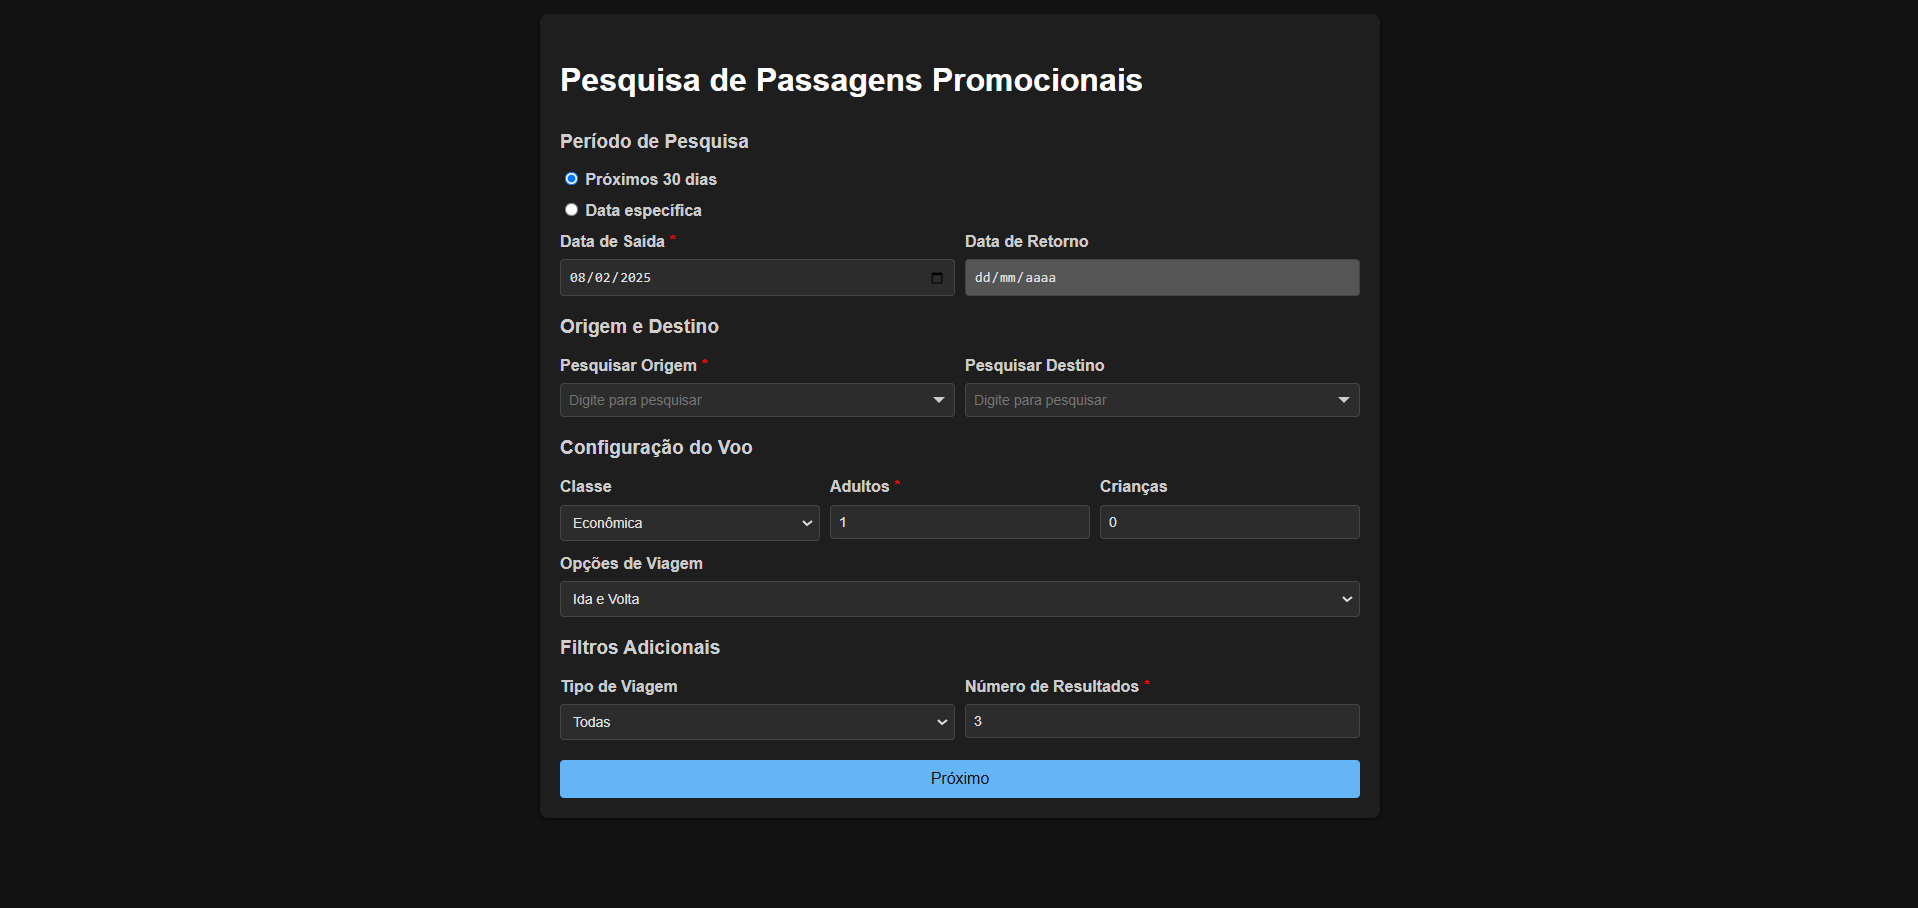 Pesquisa de Passagens Promocionais
Período de Pesquisa
Próximos 30 dias
Data específica
Data de Saída *
Data de Retorno
08/02/2025
dd/mm/aaaa
Origem e Destino
Pesquisar Origem *
Pesquisar Destino
Digite para pesquisar
Digite para pesquisar
Configuração do Voo
Classe
Adultos *
Crianças
Econômica
1
0
Opções de Viagem
Ida e Volta
Filtros Adicionais
Tipo de Viagem
Número de Resultados *
Todas
3
Próximo